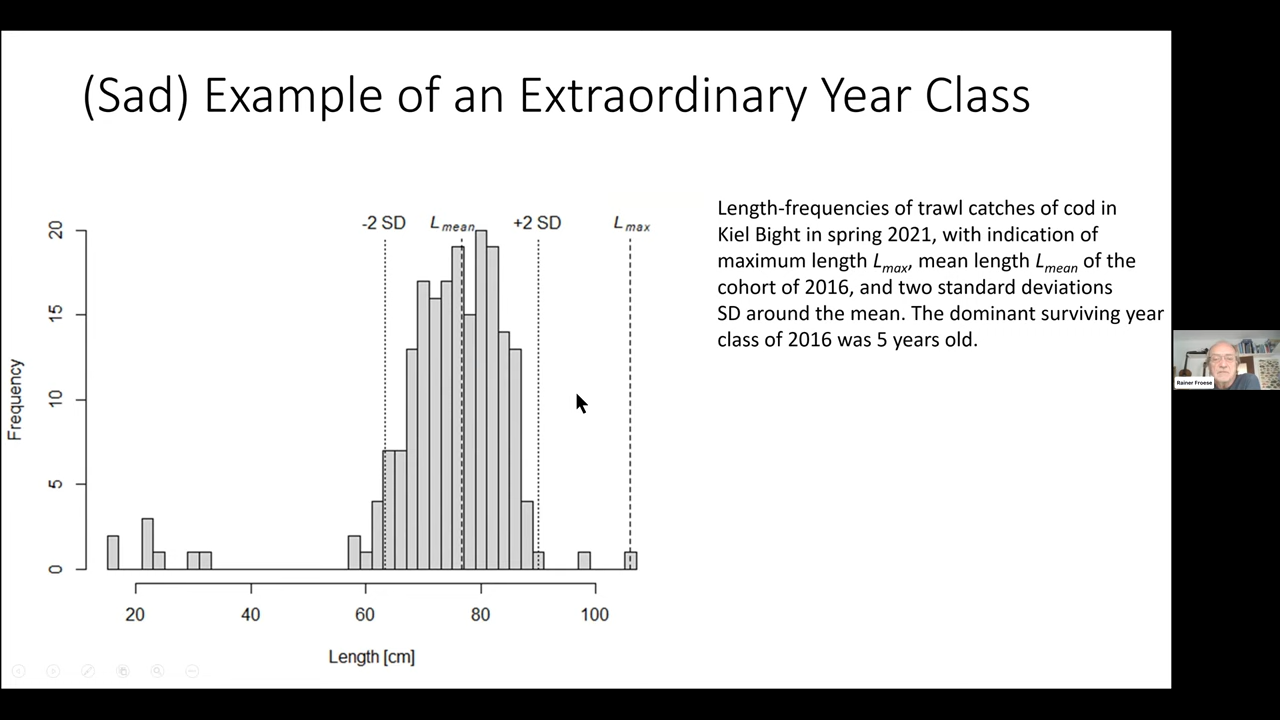 (Sad) Example of an Extraordinary Year Class
-2 SD
Lmean
+2 SD
Lmax
20
15
10
5
0
Frequency
20
40
60
80
100
Length [cm]
Length-frequencies of trawl catches of cod in
Kiel Bight in spring 2021, with indication of
maximum length Lmax, mean length Lmean of the
cohort of 2016, and two standard deviations
SD around the mean. The dominant surviving year
class of 2016 was 5 years old.
Rainer Froese